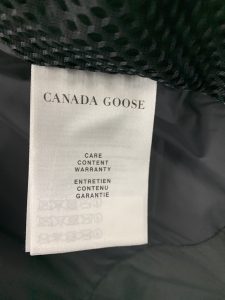 CANADA GOOSE
CARE
CONTENT
WARRANTY
ENTRETIEN
CONTENU
GARANTIE